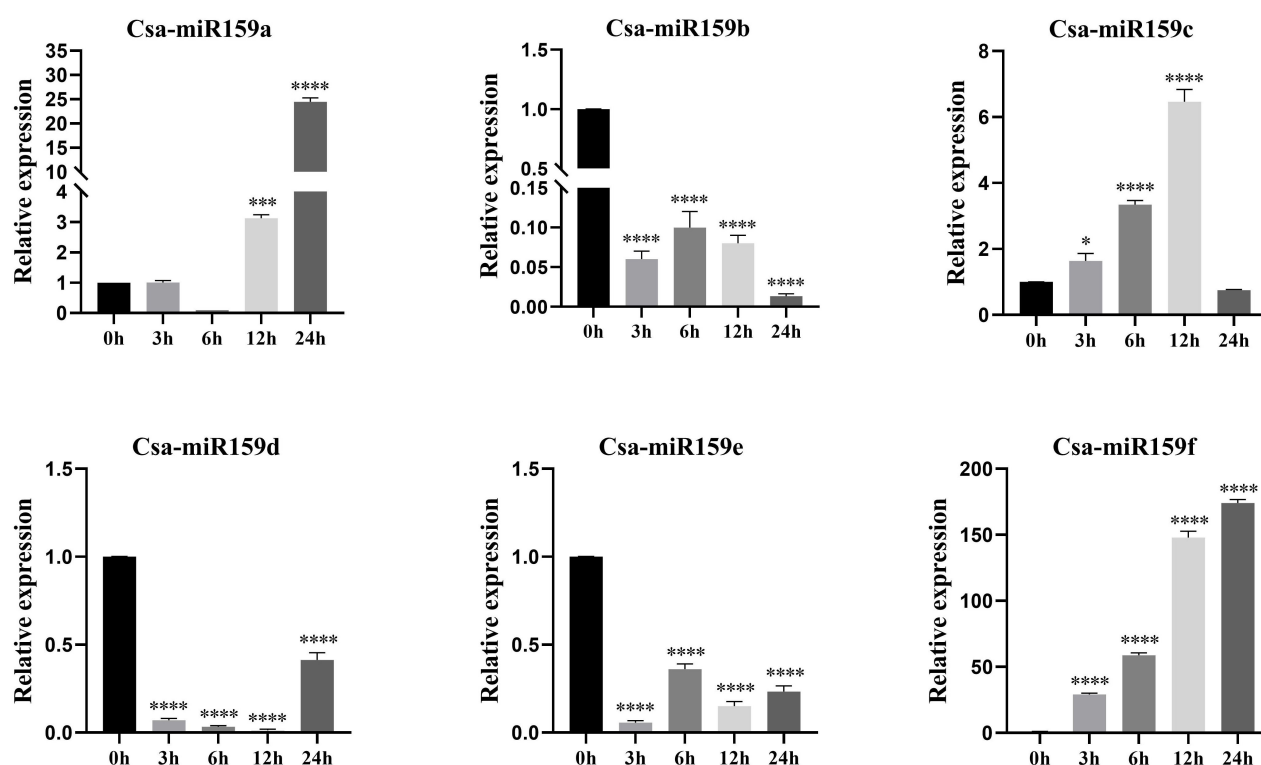 Csa-miR159a
Relative expression
35
30
25
20
15
10
4
3
2
1
0
****
***
0h 3h 6h 12h 24h
Csa-miR159b
Relative expression
1.5
1.0
0.5
0.15
0.10
0.05
0.00
**** **** **** ****
0h 3h 6h 12h 24h
Csa-miR159c
Relative expression
8
6
4
2
0
* **** ****
0h 3h 6h 12h 24h
Csa-miR159d
Relative expression
1.5
1.0
0.5
0.0
**** **** **** ****
0h 3h 6h 12h 24h
Csa-miR159e
Relative expression
1.5
1.0
0.5
0.0
**** **** **** ****
0h 3h 6h 12h 24h
Csa-miR159f
Relative expression
200
150
100
50
0
**** **** **** ****
0h 3h 6h 12h 24h